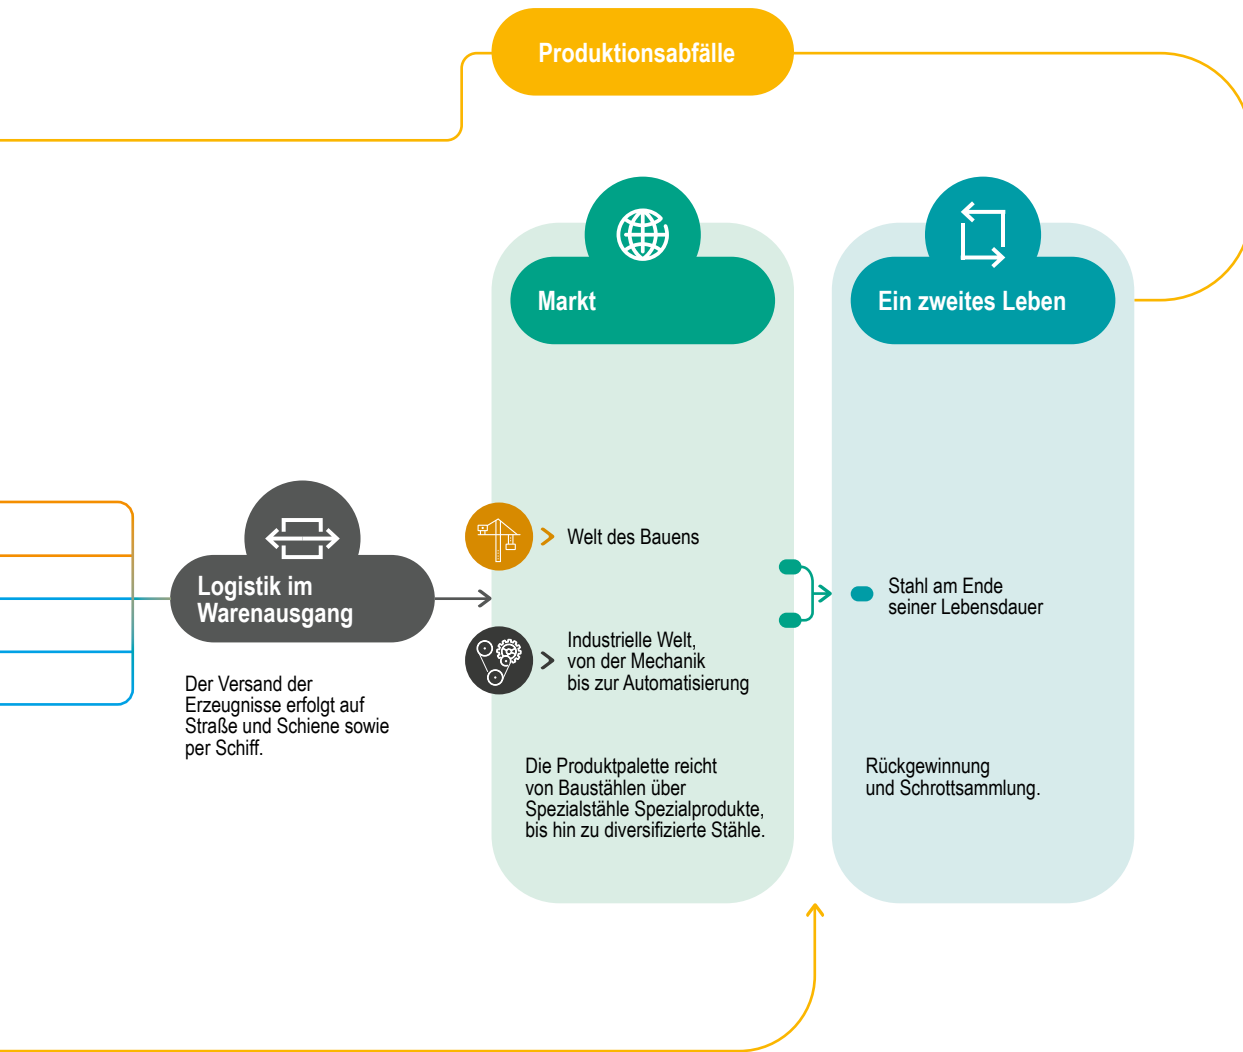 Produktionsabfälle
Markt
Ein zweites Leben
Logistik im
Warenausgang
Der Versand der
Erzeugnisse erfolgt auf
Straße und Schiene sowie
per Schiff.
Welt des Bauens
Industrielle Welt,
von der Mechanik
bis zur Automatisierung
Die Produktpalette reicht
von Baustählen über
Spezialstähle Spezialprodukte,
bis hin zu diversifizierte Stähle.
Stahl am Ende
seiner Lebensdauer
Rückgewinnung
und Schrottsammlung.